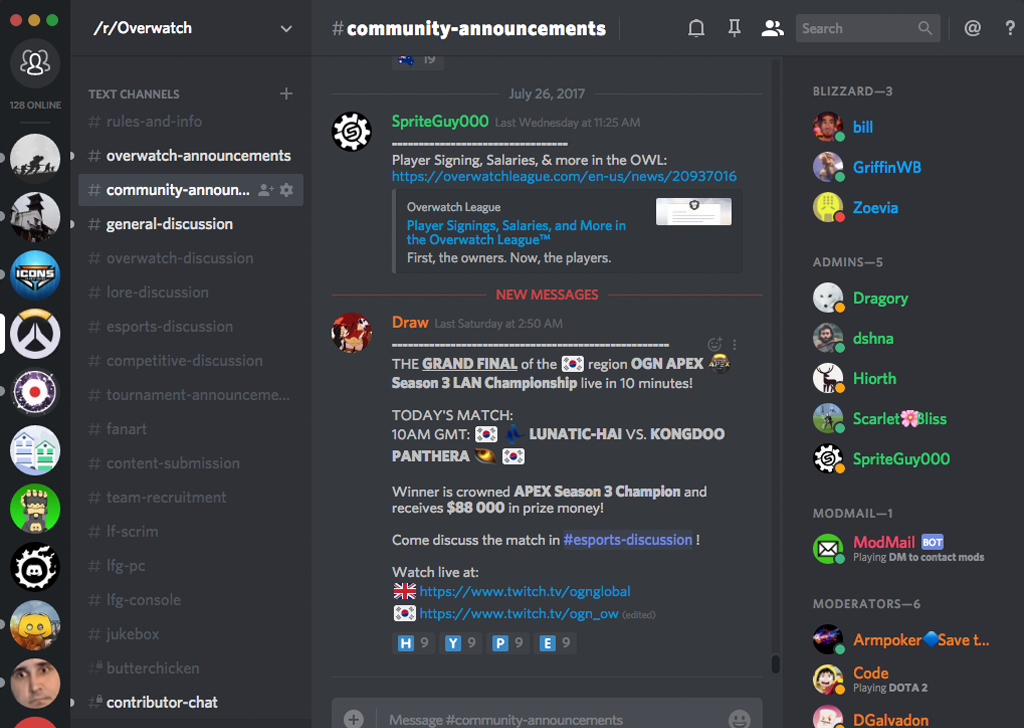 /r/Overwatch
128 ONLINE
ICONS
TEXT CHANNELS
# rules-and-info
# overwatch-announcements
# community-announ...
# general-discussion
# overwatch-discussion
# lore-discussion
# esports-discussion
# competitive-discussion
# tournament-announceme...
# fanart
# content-submission
# team-recruitment
# lf-scrim
# lfg-pc
# lfg-console
# jukebox
# butterchicken
# contributor-chat
#community-announcements
Search
@ ?
19
July 26, 2017
SpriteGuy000 Last Wednesday at 11:25 AM
--------------------------------
Player Signing, Salaries, & more in the OWL:
https://overwatchleague.com/en-us/news/20937016
Overwatch League
Player Signings, Salaries, and More in
the Overwatch League™
First, the owners. Now, the players.
NEW MESSAGES
Draw Last Saturday at 2:50 AM
--------------------------------------------------
THE GRAND FINAL of the 🇰🇷 region OGN APEX
Season 3 LAN Championship live in 10 minutes!
TODAY'S MATCH:
10AM GMT: 🇰🇷 LUNATIC-HAI VS. KONGDOO
PANTHERA 🇰🇷
Winner is crowned APEX Season 3 Champion and
receives $88 000 in prize money!
Come discuss the match in #esports-discussion !
Watch live at:
🇬🇧 https://www.twitch.tv/ognglobal
🇰🇷 https://www.twitch.tv/ogn_ow (edited)
H 9 Y 9 P 9 E 9
Message #community-announcements
BLIZZARD—3
bill
GriffinWB
Zoevia
ADMINS—5
Dragory
dshna
Hiorth
Scarlet🌸Bliss
SpriteGuy000
MODMAIL—1
ModMail BOT
Playing DM to contact mods
MODERATORS—6
Armpoker🔷Save t...
Code
Playing DOTA 2
DGalvadon